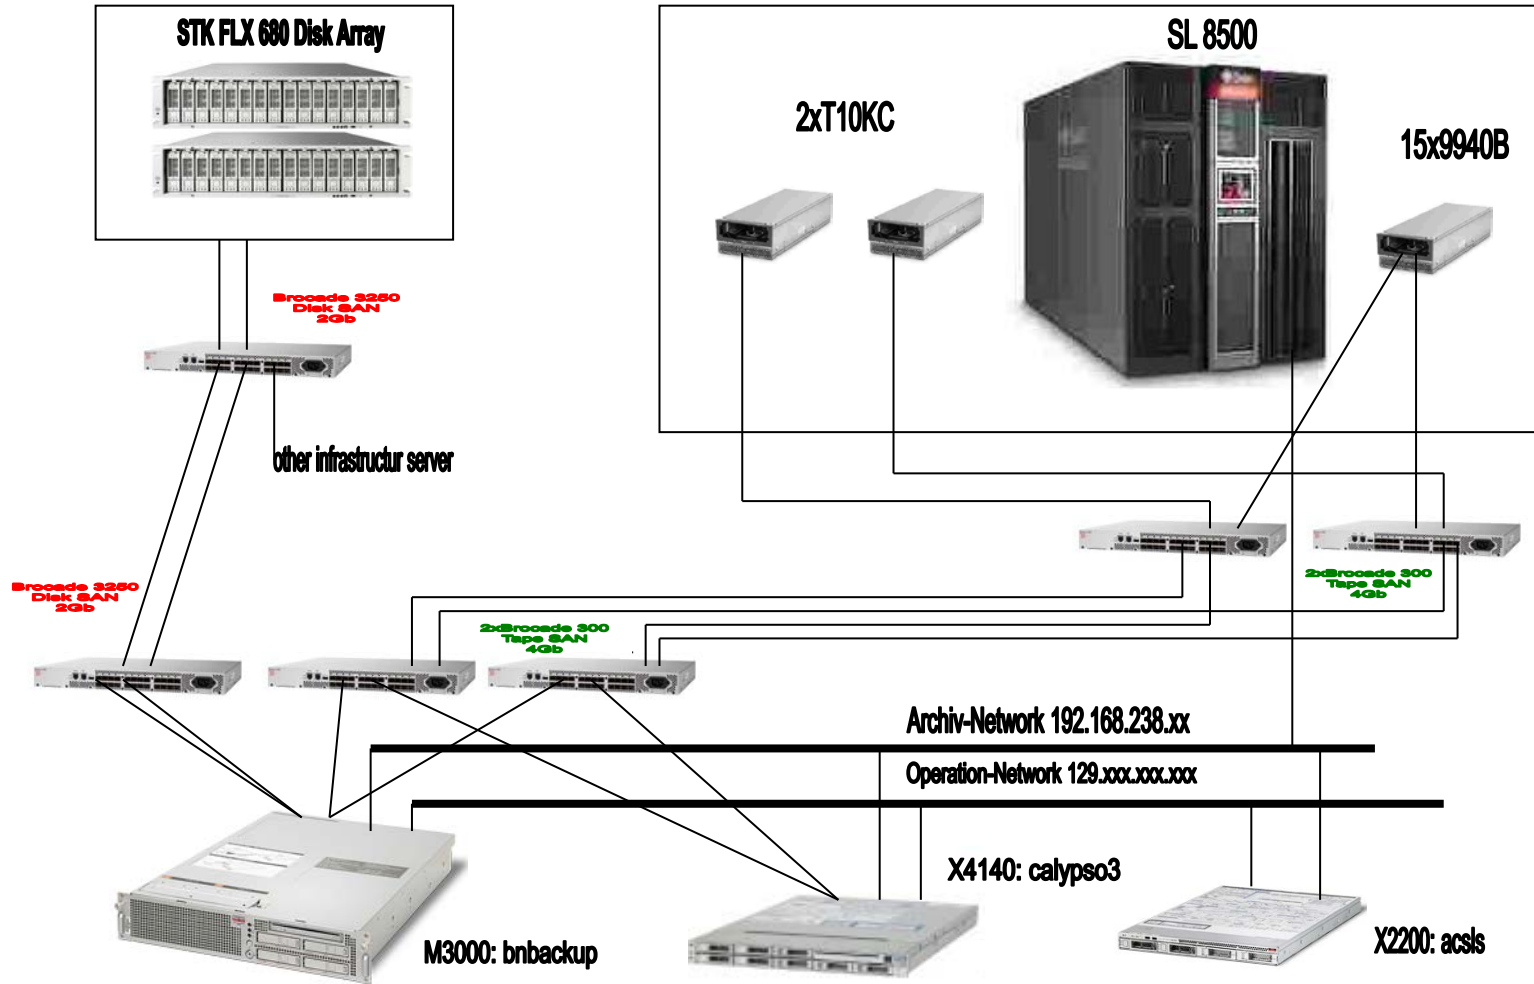 STK FLX 680 Disk Array
SL 8500
2xT10KC
15x9940B
Brocade 3250
Disk SAN
2Gb
other infrastructur server
Brocade 3250
Disk SAN
2Gb
2xBrocade 300
Tape SAN
4Gb
2xBrocade 300
Tape SAN
4Gb
Archiv-Network 192.168.238.xx
Operation-Network 129.xxx.xxx.xxx
X4140: calypso3
M3000: bnbackup
X2200: acsls